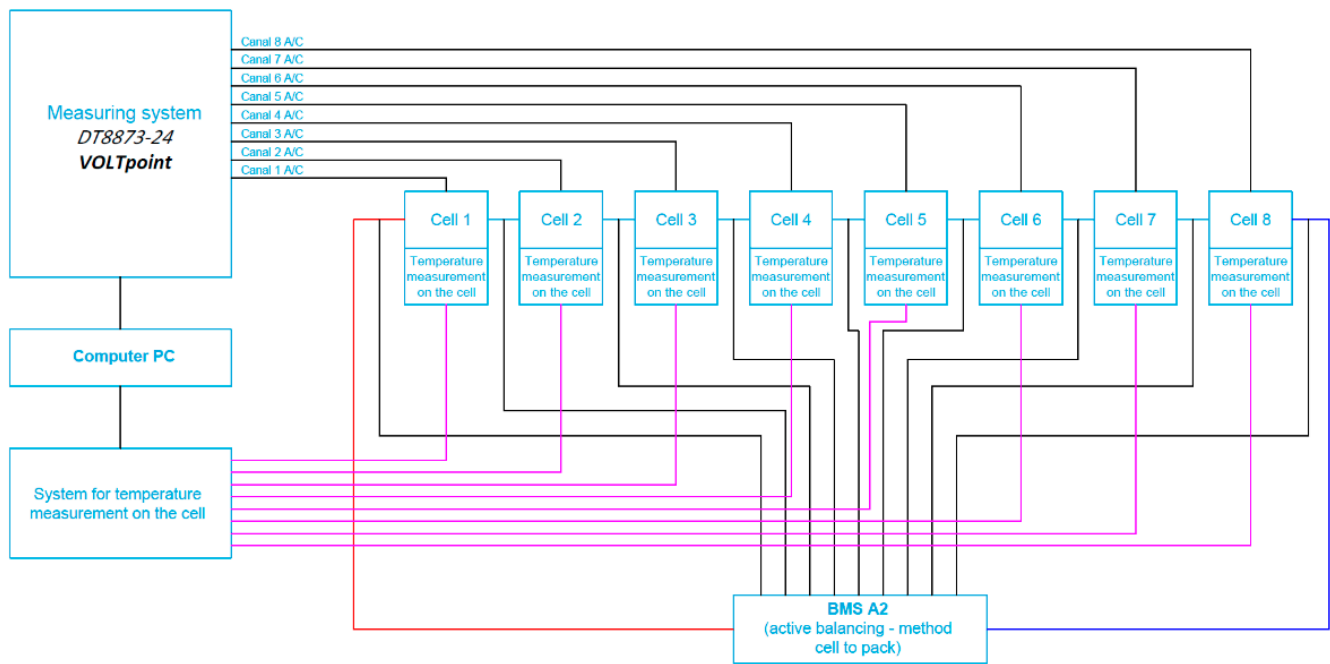 Canal 8 A/C
Canal 7 A/C
Canal 6 A/C
Canal 5 A/C
Canal 4 A/C
Canal 3 A/C
Canal 2 A/C
Canal 1 A/C
Measuring system
DT8873-24
VOLTpoint
Cell 1
Cell 2
Cell 3
Cell 4
Cell 5
Cell 6
Cell 7
Cell 8
Temperature
measurement
on the cell
Temperature
measurement
on the cell
Temperature
measurement
on the cell
Temperature
measurement
on the cell
Temperature
measurement
on the cell
Temperature
measurement
on the cell
Temperature
measurement
on the cell
Temperature
measurement
on the cell
Computer PC
System for temperature
measurement on the cell
BMS A2
(active balancing - method
cell to pack)